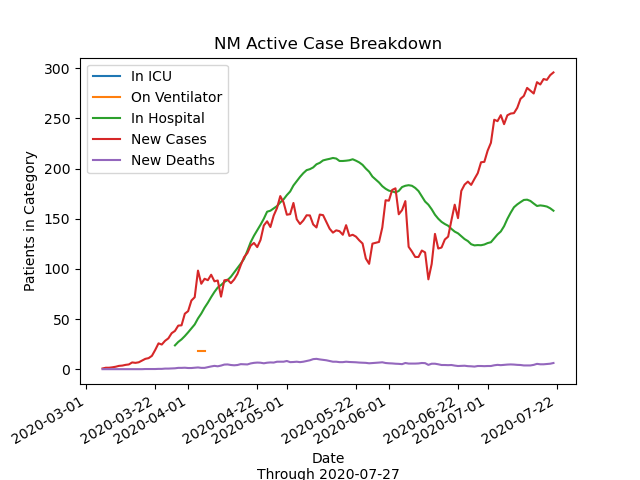 NM Active Case Breakdown
In ICU
On Ventilator
In Hospital
New Cases
New Deaths
Patients in Category
300
250
200
150
100
50
0
2020-03-01
2020-03-22
2020-04-01
2020-04-22
2020-05-01
2020-05-22
2020-06-01
2020-06-22
2020-07-01
2020-07-22
Date
Through 2020-07-27